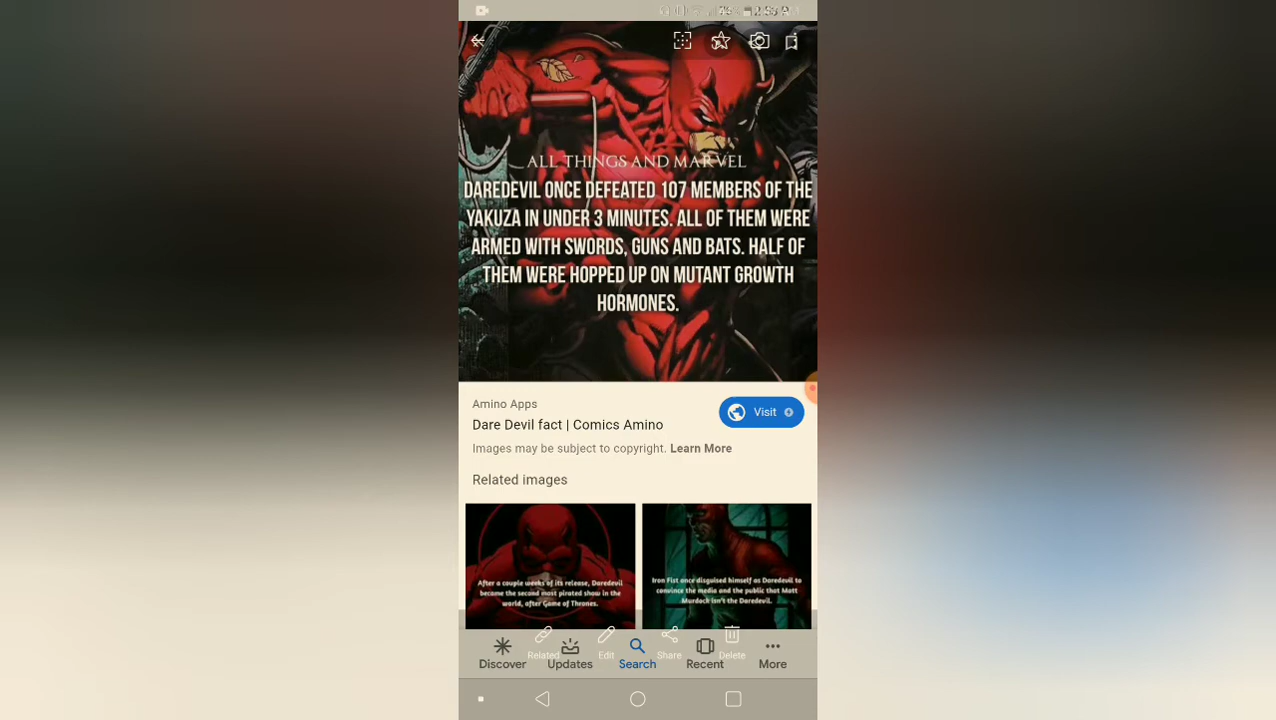 ALL THINGS AND MARVEL
DAREDEVIL ONCE DEFEATED 107 MEMBERS OF THE
YAKUZA IN UNDER 3 MINUTES. ALL OF THEM WERE
ARMED WITH SWORDS, GUNS AND BATS. HALF OF
THEM WERE HOPPED UP ON MUTANT GROWTH
HORMONES.
Amino Apps
Visit
Dare Devil fact | Comics Amino
Images may be subject to copyright. Learn More
Related images
After a couple weeks of its release, Daredevil
became the second most pirated show in the
world, after Game of Thrones.
Iron Fist once disguised himself as Daredevil to
convince the media and the public that Matt
Murdock isn't the Daredevil.
Related Edit Share Delete
Discover Updates Search Recent More